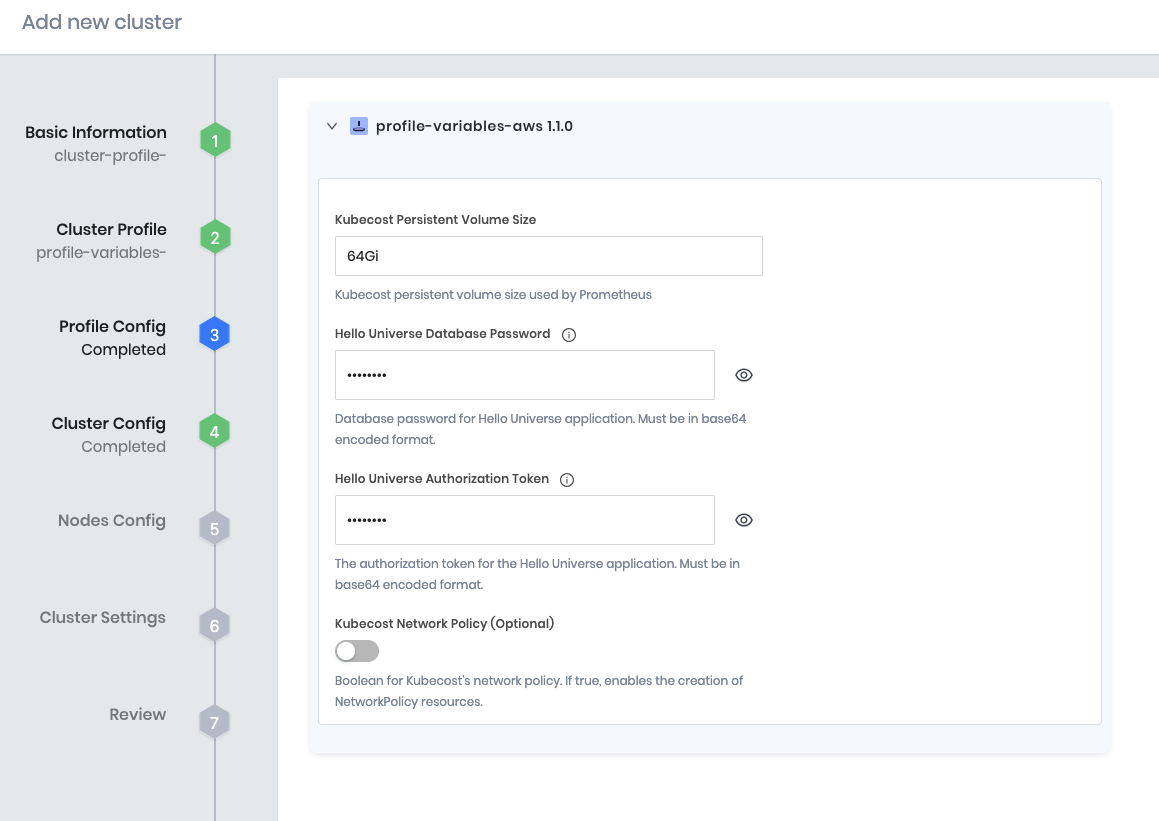 Add new cluster
Basic Information
cluster-profile-
1
Cluster Profile
profile-variables-
2
Profile Config
Completed
3
Cluster Config
Completed
4
Nodes Config
5
Cluster Settings
6
Review
7
profile-variables-aws 1.1.0
Kubecost Persistent Volume Size
64Gi
Kubecost persistent volume size used by Prometheus
Hello Universe Database Password
••••••••
Database password for Hello Universe application. Must be in base64
encoded format.
Hello Universe Authorization Token
••••••••
The authorization token for the Hello Universe application. Must be in
base64 encoded format.
Kubecost Network Policy (Optional)
Boolean for Kubecost's network policy. If true, enables the creation of
NetworkPolicy resources.